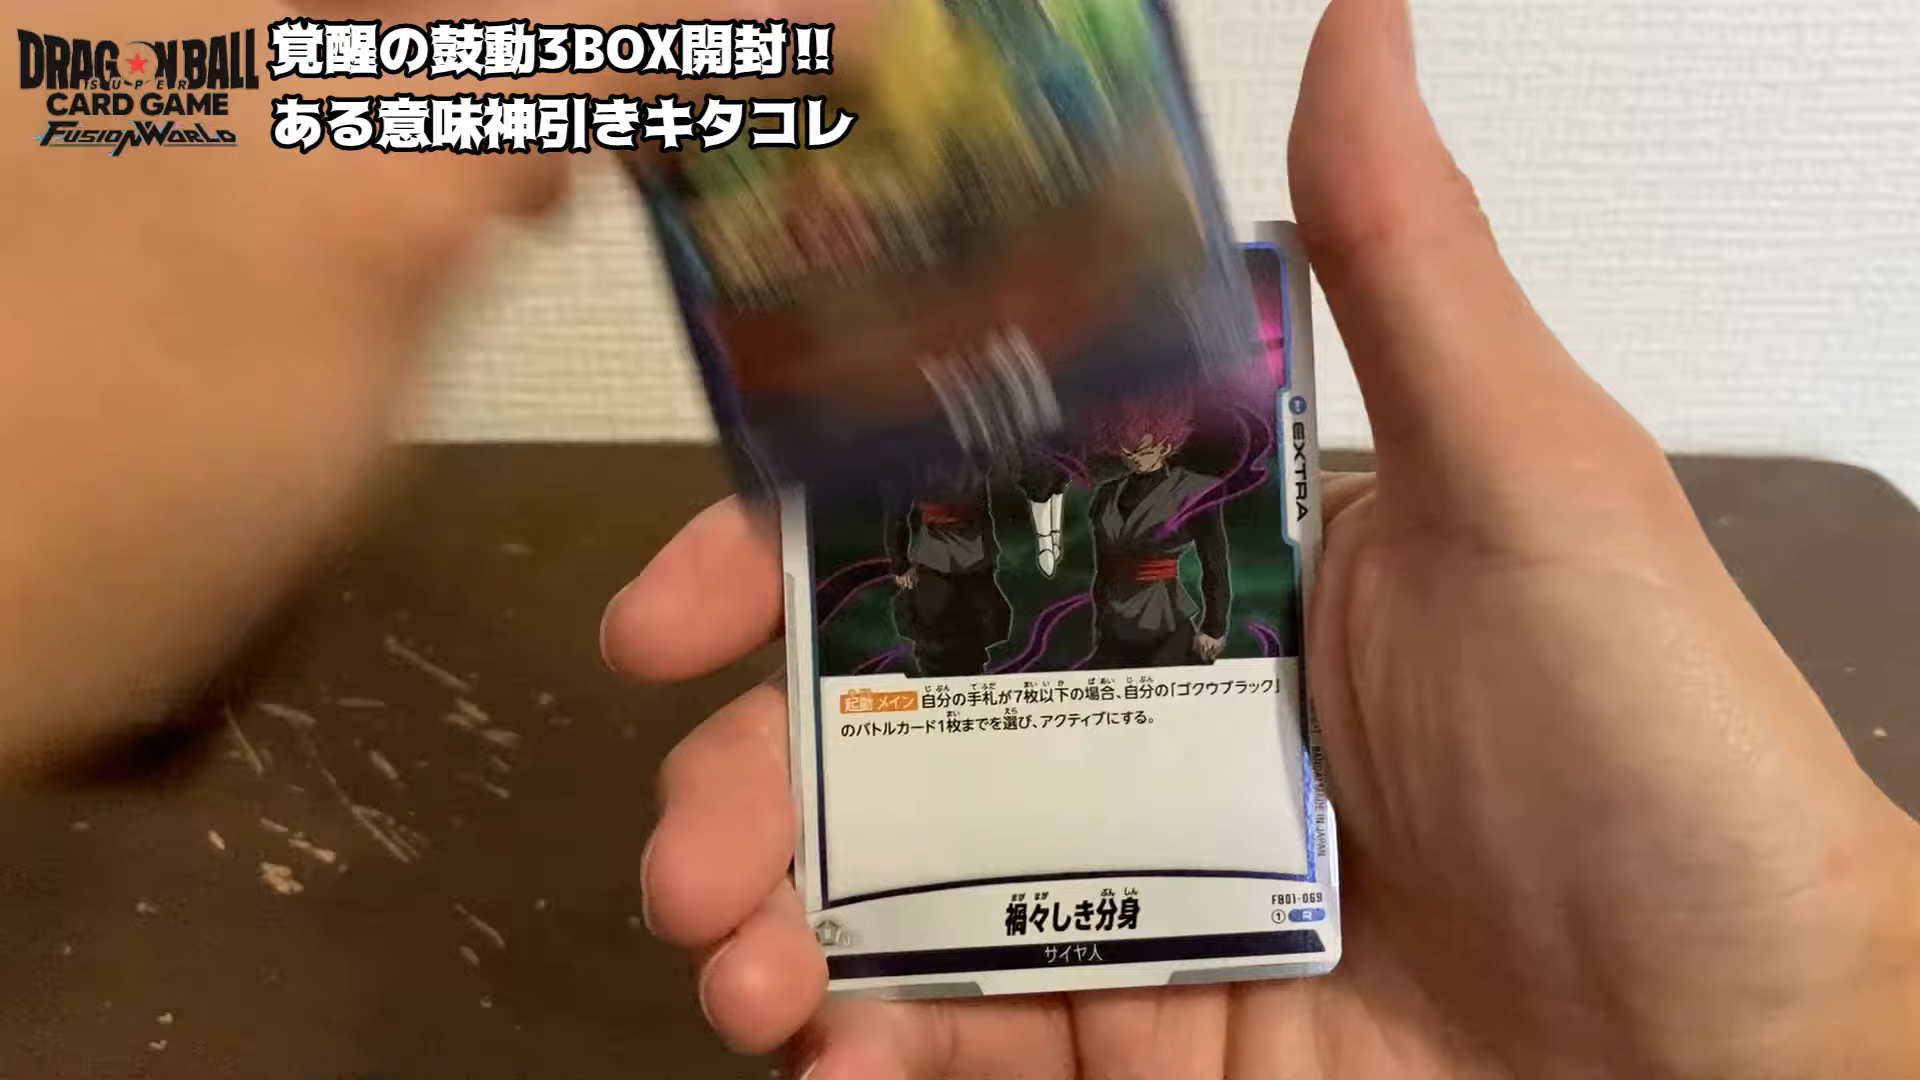 DRAGONBALL
SUPER
CARD GAME
FUSION WORLD
覚醒の鼓動3BOX開封!!
ある意味神引きキタコレ
EXTRA
起動 メイン 自分の手札が7枚以下の場合、自分の「ゴクウブラック」
のバトルカード1枚までを選び、アクティブにする。
FB01-069
禍々しき分身
サイヤ人